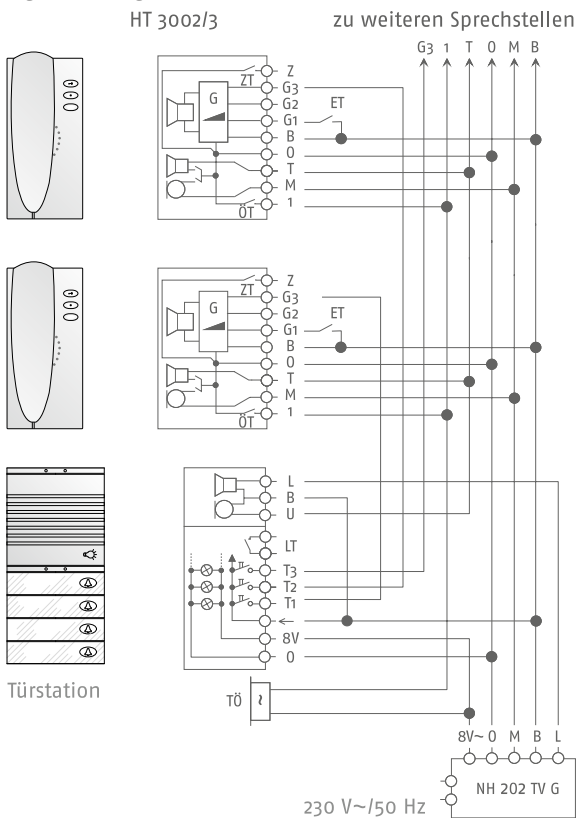 HT 3002/3 zu weiteren Sprechstellen
G3 1 T 0 M B
Z
ZT
G3
G
G2
ET
G1
B
0
T
M
1
ÖT
Z
ZT
G3
G
G2
ET
G1
B
0
T
M
1
ÖT
L
B
U
LT
T3
T2
T1
←
8V
0
Türstation
TÖ
~
8V~ 0 M B L
NH 202 TV G
230 V~/50 Hz